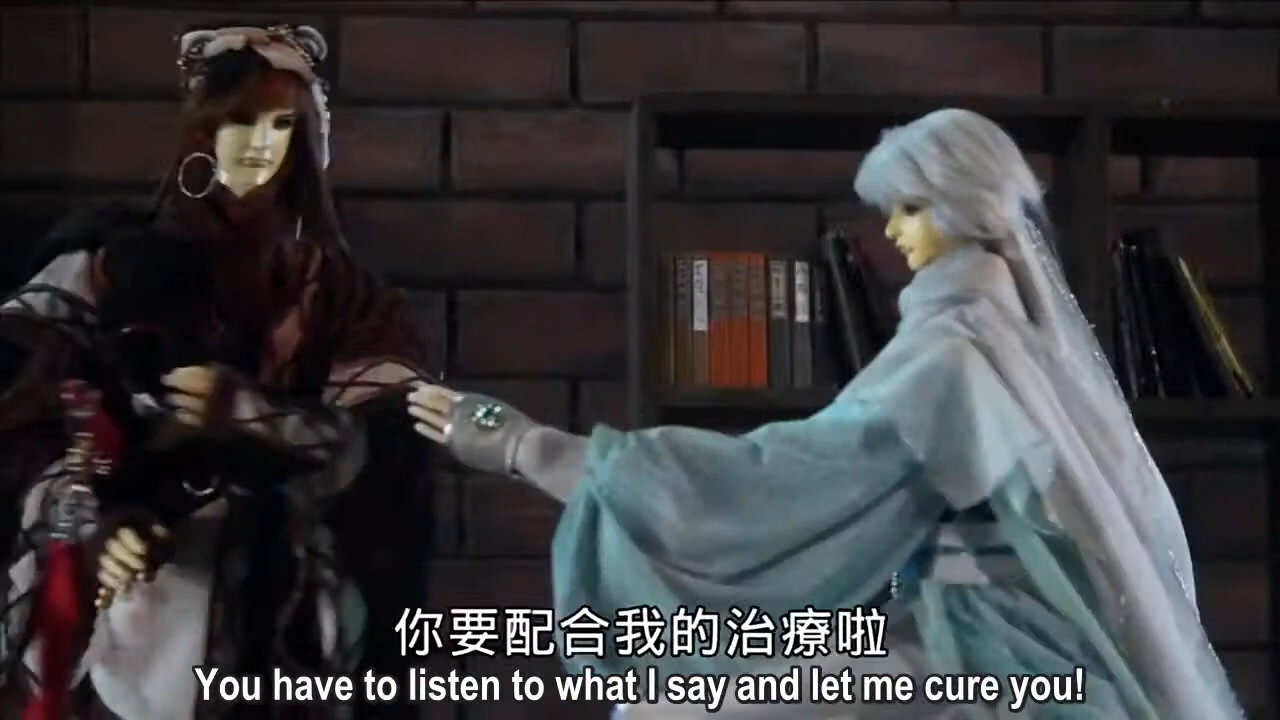 你要配合我的治療啦
You have to listen to what I say and let me cure you!